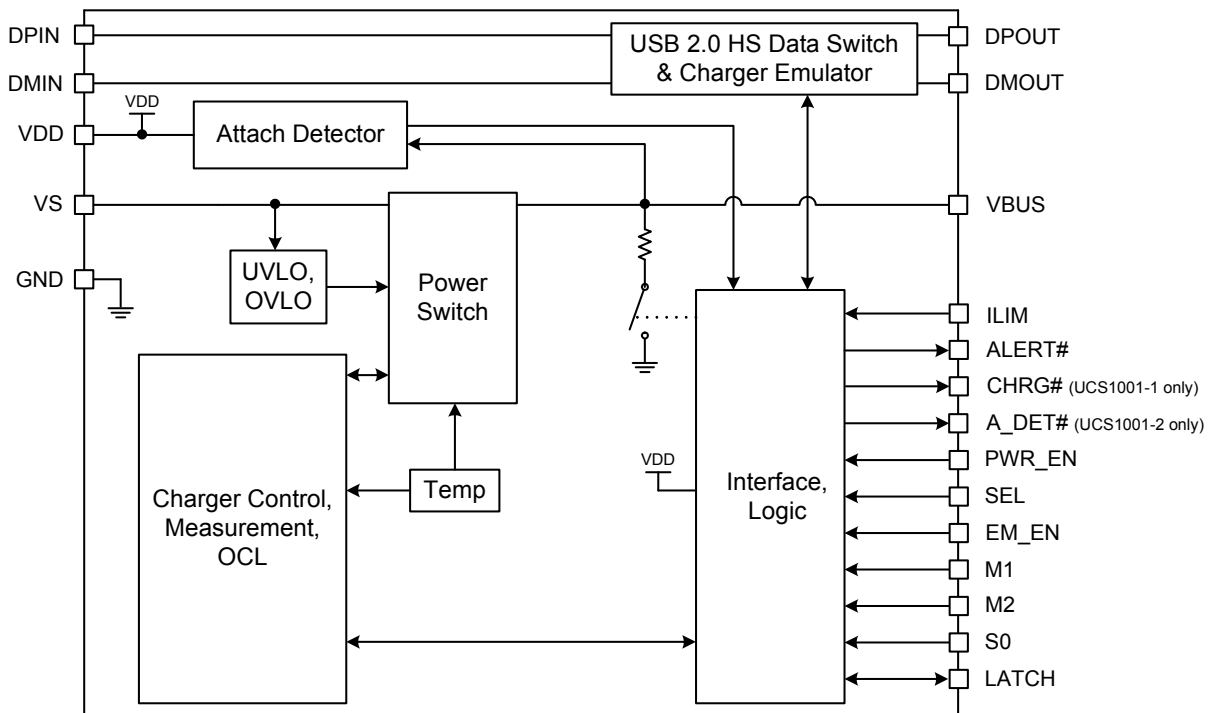 DPIN
USB 2.0 HS Data Switch
& Charger Emulator
DPOUT
DMIN
DMOUT
VDD
VDD
Attach Detector
VS
VBUS
UVLO,
OVLO
Power
Switch
GND
ILIM
ALERT#
CHRG# (UCS1001-1 only)
A_DET# (UCS1001-2 only)
VDD
PWR_EN
Temp
Interface,
Logic
SEL
Charger Control,
Measurement,
OCL
EM_EN
M1
M2
S0
LATCH